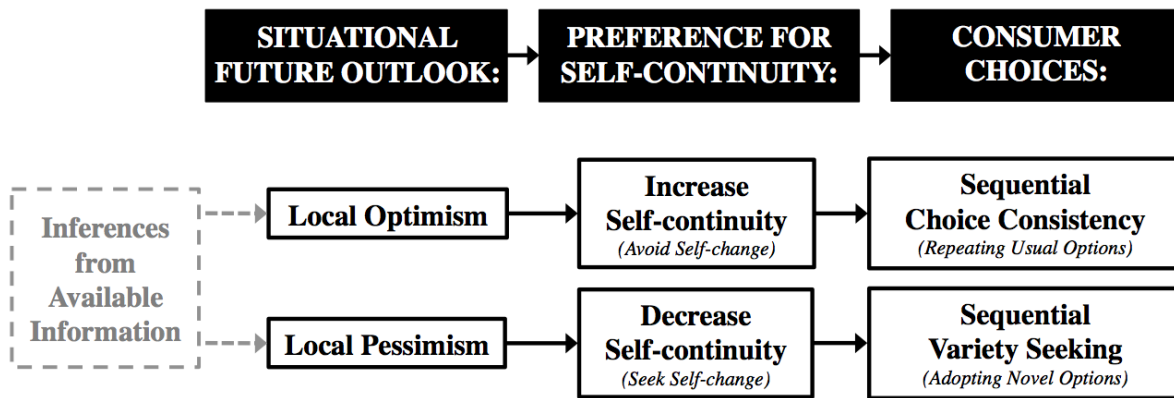 SITUATIONAL
FUTURE OUTLOOK:
PREFERENCE FOR
SELF-CONTINUITY:
CONSUMER
CHOICES:
Inferences
from
Available
Information
Local Optimism
Increase
Self-continuity
(Avoid Self-change)
Sequential
Choice Consistency
(Repeating Usual Options)
Local Pessimism
Decrease
Self-continuity
(Seek Self-change)
Sequential
Variety Seeking
(Adopting Novel Options)